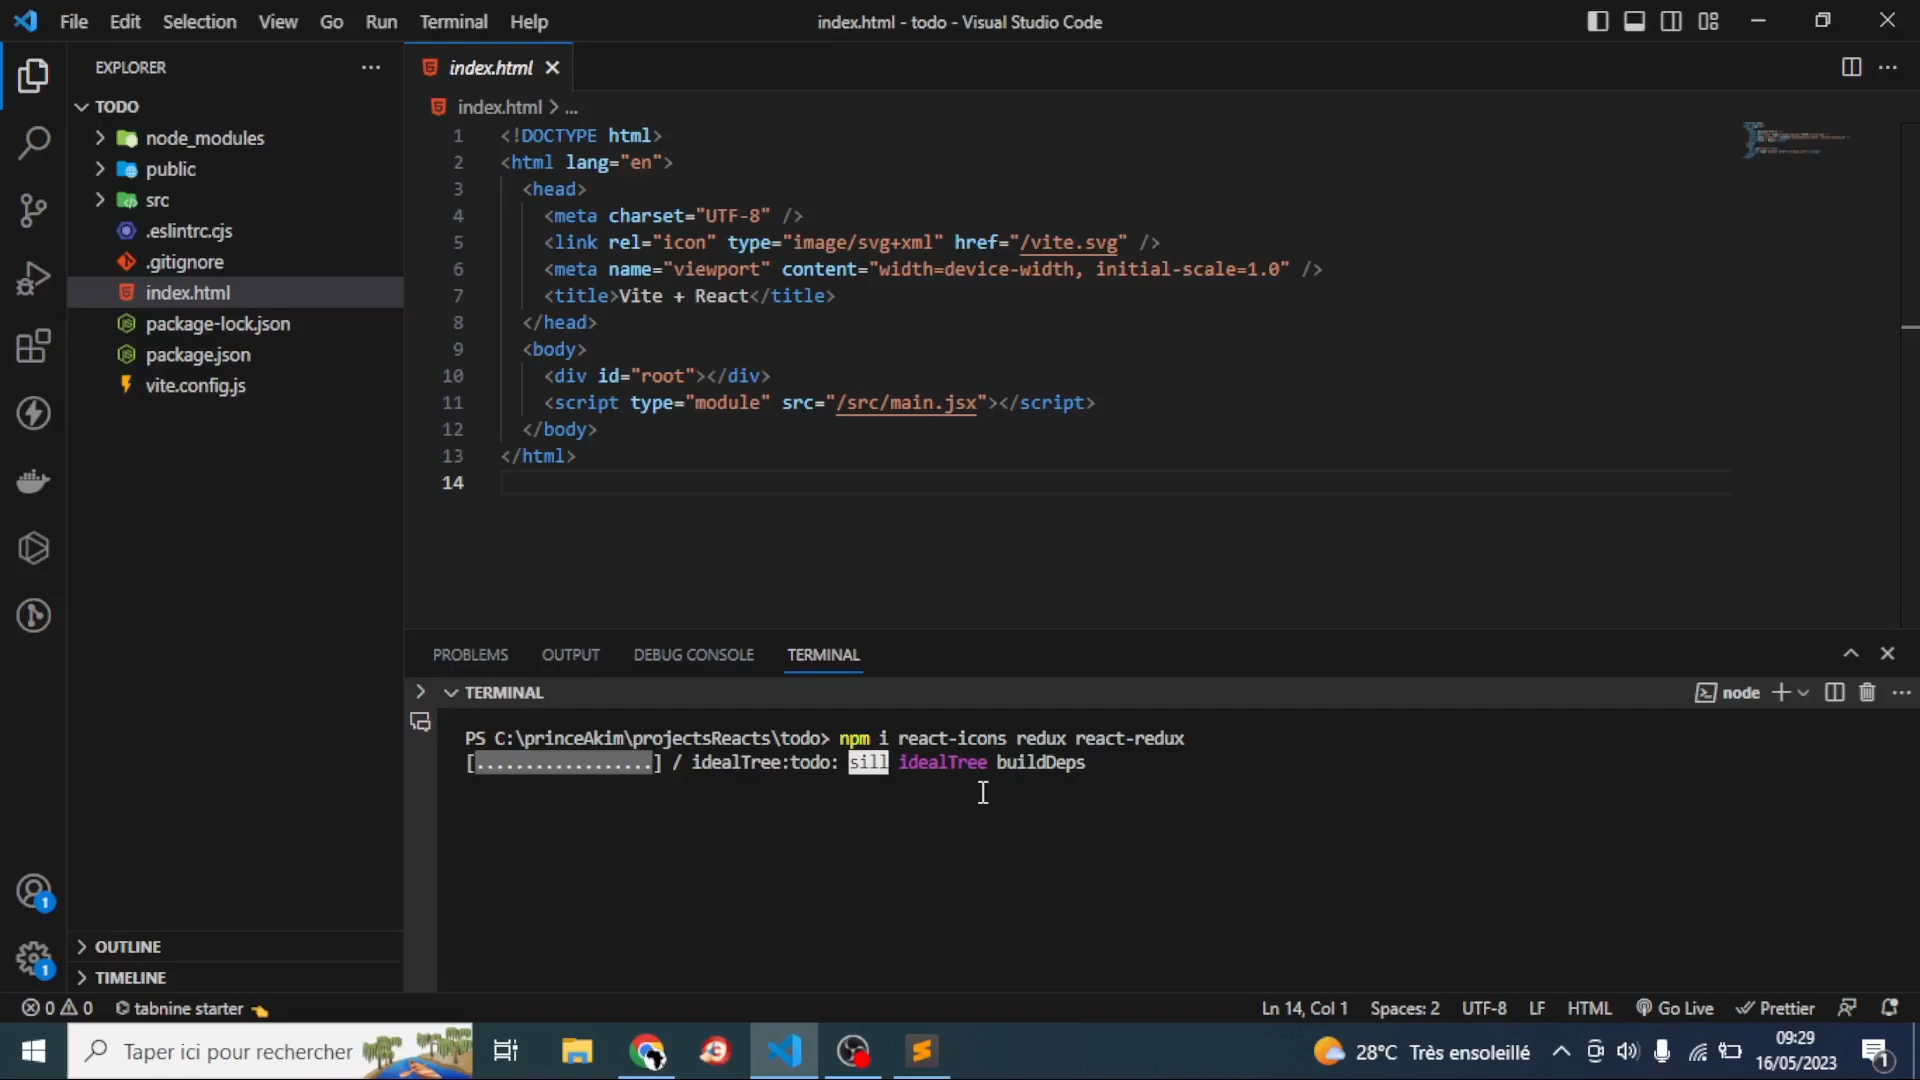 File Edit Selection View Go Run Terminal Help
index.html - todo - Visual Studio Code
EXPLORER
TODO
node_modules
public
src
.eslintrc.cjs
.gitignore
index.html
package-lock.json
package.json
vite.config.js
OUTLINE
TIMELINE
index.html
index.html > ...
1 <!DOCTYPE html>
2 <html lang="en">
3 <head>
4 <meta charset="UTF-8" />
5 <link rel="icon" type="image/svg+xml" href="/vite.svg" />
6 <meta name="viewport" content="width=device-width, initial-scale=1.0" />
7 <title>Vite + React</title>
8 </head>
9 <body>
10 <div id="root"></div>
11 <script type="module" src="/src/main.jsx"></script>
12 </body>
13 </html>
14
PROBLEMS OUTPUT DEBUG CONSOLE TERMINAL
TERMINAL
node
PS C:\princeAkim\projectsReacts\todo> npm i react-icons redux react-redux
[..................] / idealTree:todo: sill idealTree buildDeps
1
1
0 0 tabnine starter
Ln 14, Col 1 Spaces: 2 UTF-8 LF HTML Go Live Prettier
Taper ici pour rechercher
28°C Très ensoleillé
09:29
16/05/2023
1